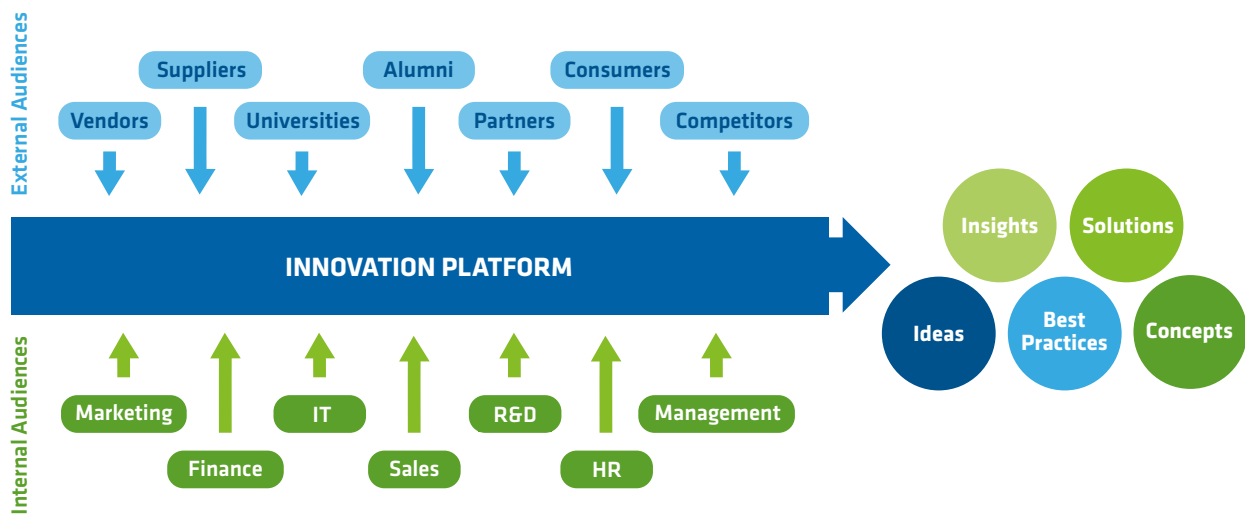 External Audiences
Suppliers
Alumni
Consumers
Vendors
Universities
Partners
Competitors
INNOVATION PLATFORM
Insights
Solutions
Ideas
Best
Practices
Concepts
Internal Audiences
Marketing
IT
R&D
Management
Finance
Sales
HR